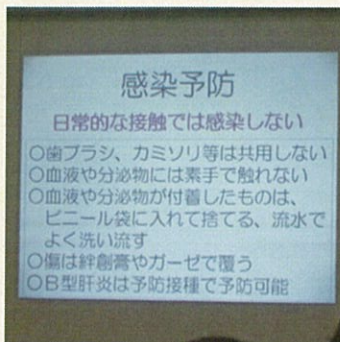 感染予防
日常的な接触では感染しない
○歯ブラシ、カミソリ等は共用しない
○血液や分泌物には素手で触れない
○血液や分泌物が付着したものは、
ビニール袋に入れて捨てる、流水で
よく洗い流す
○傷は絆創膏やガーゼで覆う
○B型肝炎は予防接種で予防可能